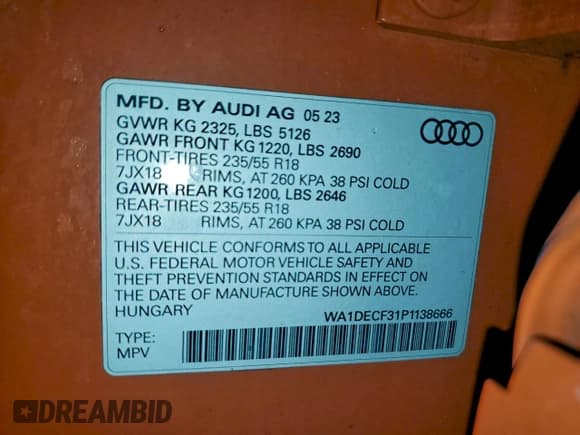 MFD. BY AUDI AG 05 23
GVWR KG 2325, LBS 5126
GAWR FRONT KG 1220, LBS 2690
FRONT-TIRES 235/55 R18
7JX18 RIMS, AT 260 KPA 38 PSI COLD
GAWR REAR KG 1200, LBS 2646
REAR-TIRES 235/55 R18
7JX18 RIMS, AT 260 KPA 38 PSI COLD
THIS VEHICLE CONFORMS TO ALL APPLICABLE
U.S. FEDERAL MOTOR VEHICLE SAFETY AND
THEFT PREVENTION STANDARDS IN EFFECT ON
THE DATE OF MANUFACTURE SHOWN ABOVE.
HUNGARY WA1DECF31P1138666
TYPE:
MPV
DREAMBID